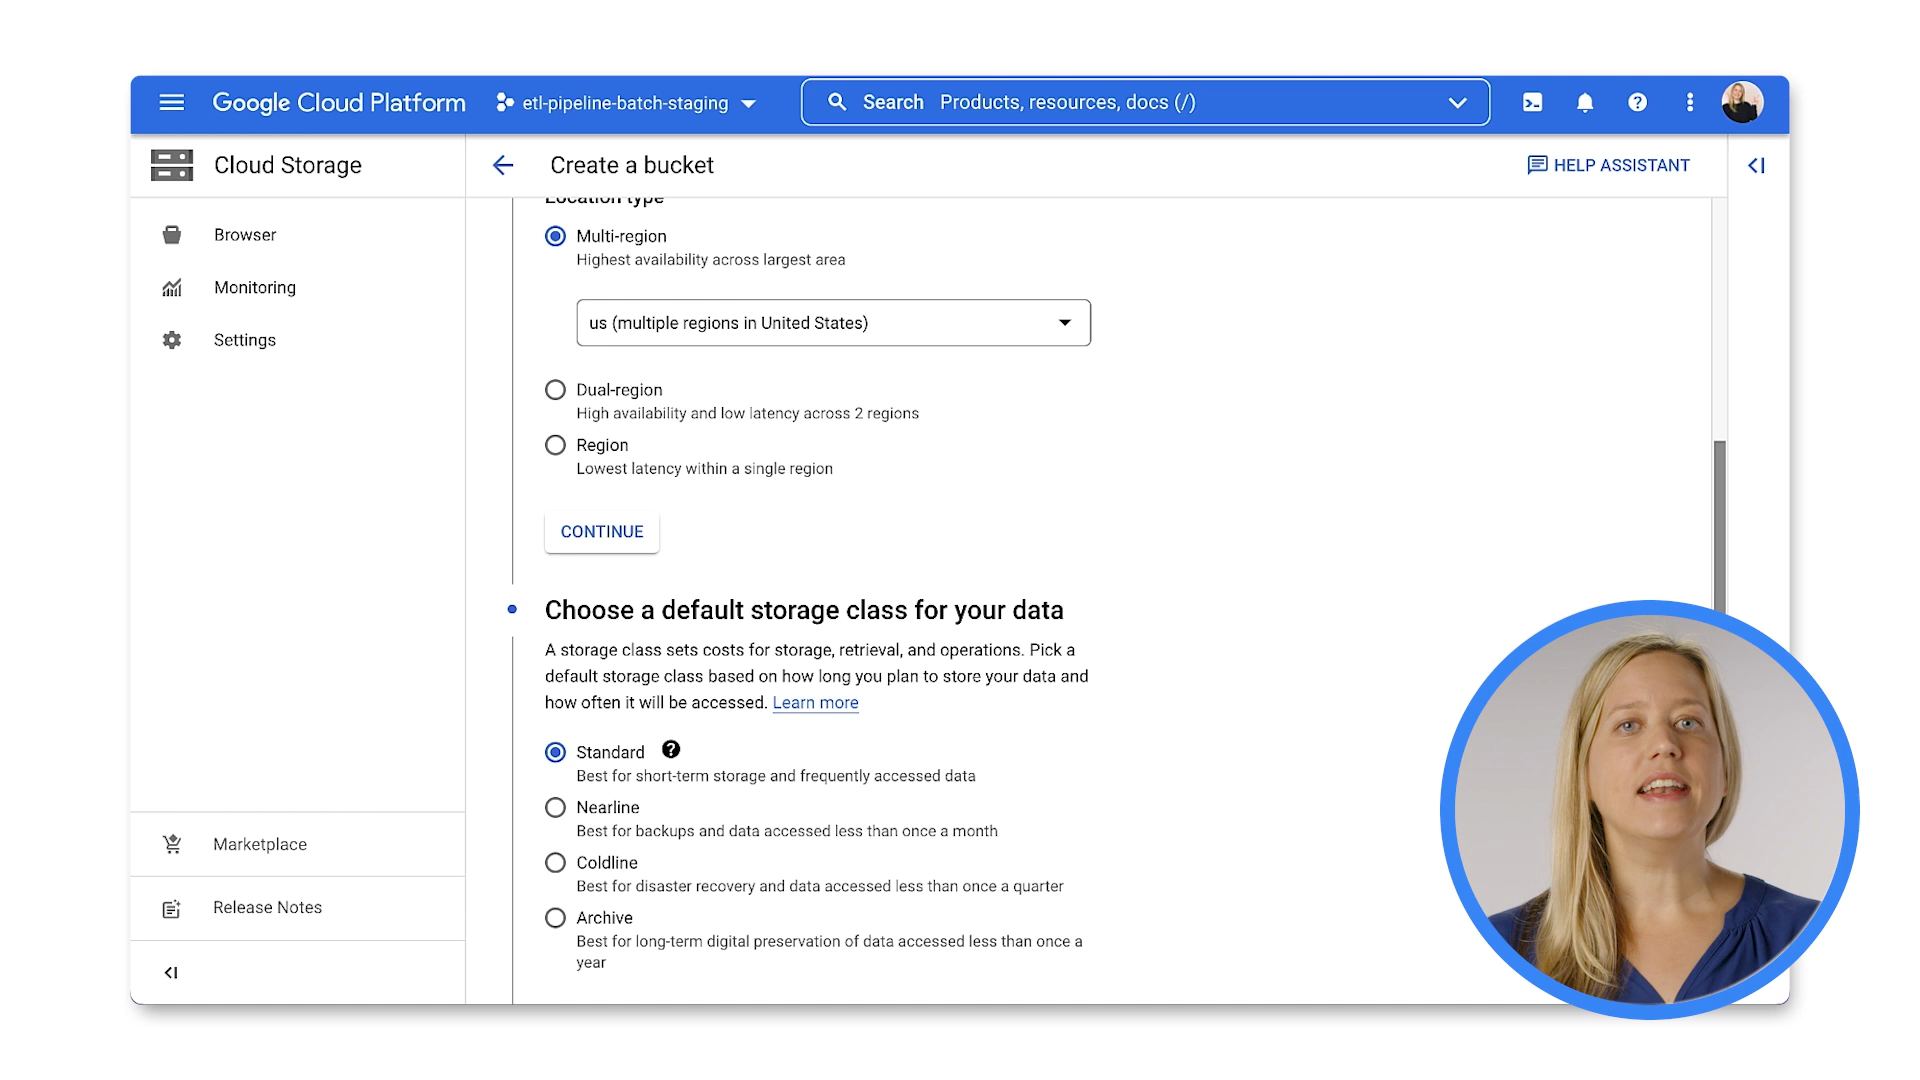 Google Cloud Platform
etl-pipeline-batch-staging
Search Products, resources, docs (/)
Cloud Storage
Create a bucket
HELP ASSISTANT
Browser
Monitoring
Settings
Marketplace
Release Notes
Location type
Multi-region
Highest availability across largest area
us (multiple regions in United States)
Dual-region
High availability and low latency across 2 regions
Region
Lowest latency within a single region
CONTINUE
Choose a default storage class for your data
A storage class sets costs for storage, retrieval, and operations. Pick a
default storage class based on how long you plan to store your data and
how often it will be accessed. Learn more
Standard
Best for short-term storage and frequently accessed data
Nearline
Best for backups and data accessed less than once a month
Coldline
Best for disaster recovery and data accessed less than once a quarter
Archive
Best for long-term digital preservation of data accessed less than once a
year